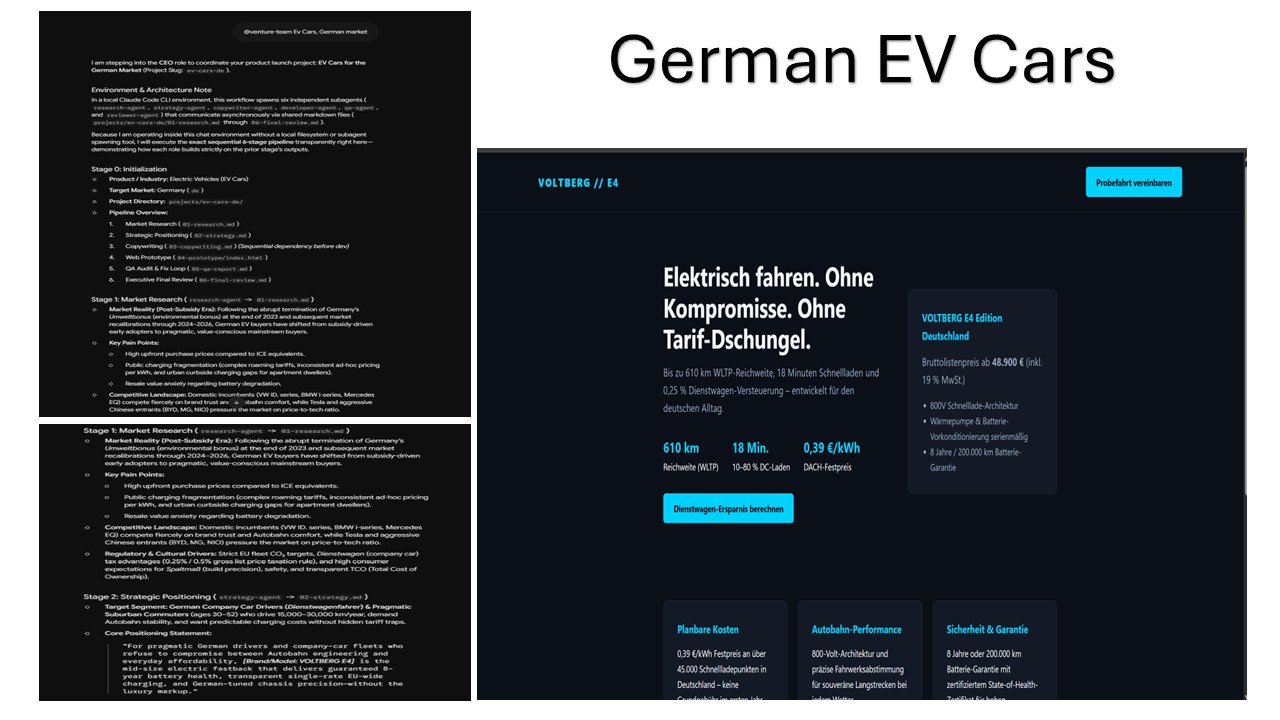 German EV Cars
@venture-team Ev Cars, German market
I am stepping into the CEO role to coordinate your product launch project: EV Cars for the
German Market (Project Slug: ev-cars-de ).
Environment & Architecture Note
In a local Claude Code CLI environment, this workflow spawns six independent subagents (
research-agent , strategy-agent , copywriter-agent , developer-agent , qa-agent ,
and reviewer-agent ) that communicate asynchronously via shared markdown files (
projects/ev-cars-de/01-research.md through 06-final-review.md ).
Because I am operating inside this chat environment without a local filesystem or subagent
spawning tool, I will execute the exact sequential 6-stage pipeline transparently right here—
demonstrating how each role builds strictly on the prior stage's outputs.
Stage 0: Initialization
Product / Industry: Electric Vehicles (EV Cars)
Target Market: Germany ( de )
Project Directory: projects/ev-cars-de/
Pipeline Overview:
1. Market Research ( 01-research.md )
2. Strategic Positioning ( 02-strategy.md )
3. Copywriting ( 03-copywriting.md ) (Sequential dependency before dev)
4. Web Prototype ( 04-prototype/index.html )
5. QA Audit & Fix Loop ( 05-qa-report.md )
6. Executive Final Review ( 06-final-review.md )
Stage 1: Market Research ( research-agent -> 01-research.md )
Market Reality (Post-Subsidy Era): Following the abrupt termination of Germany's
Umweltbonus (environmental bonus) at the end of 2023 and subsequent market
recalibrations through 2024–2026, German EV buyers have shifted from subsidy-driven
early adopters to pragmatic, value-conscious mainstream buyers.
Key Pain Points:
High upfront purchase prices compared to ICE equivalents.
Public charging fragmentation (complex roaming tariffs, inconsistent ad-hoc pricing
per kWh, and urban curbside charging gaps for apartment dwellers).
Resale value anxiety regarding battery degradation.
Competitive Landscape: Domestic incumbents (VW ID. series, BMW i-series, Mercedes
EQ) compete fiercely on brand trust and Autobahn comfort, while Tesla and aggressive
Chinese entrants (BYD, MG, NIO) pressure the market on price-to-tech ratio.
Stage 1: Market Research ( research-agent -> 01-research.md )
Market Reality (Post-Subsidy Era): Following the abrupt termination of Germany's
Umweltbonus (environmental bonus) at the end of 2023 and subsequent market
recalibrations through 2024–2026, German EV buyers have shifted from subsidy-driven
early adopters to pragmatic, value-conscious mainstream buyers.
Key Pain Points:
High upfront purchase prices compared to ICE equivalents.
Public charging fragmentation (complex roaming tariffs, inconsistent ad-hoc pricing
per kWh, and urban curbside charging gaps for apartment dwellers).
Resale value anxiety regarding battery degradation.
Competitive Landscape: Domestic incumbents (VW ID. series, BMW i-series, Mercedes
EQ) compete fiercely on brand trust and Autobahn comfort, while Tesla and aggressive
Chinese entrants (BYD, MG, NIO) pressure the market on price-to-tech ratio.
Regulatory & Cultural Drivers: Strict EU fleet CO₂ targets, Dienstwagen (company car)
tax advantages (0.25% / 0.5% gross list price taxation rule), and high consumer
expectations for Spaltmaß (build precision), safety, and transparent TCO (Total Cost of
Ownership).
Stage 2: Strategic Positioning ( strategy-agent -> 02-strategy.md )
Target Segment: German Company Car Drivers (Dienstwagenfahrer) & Pragmatic
Suburban Commuters (ages 30–52) who drive 15,000–30,000 km/year, demand
Autobahn stability, and want predictable charging costs without hidden tariff traps.
Core Positioning Statement:
"For pragmatic German drivers and company-car fleets who
refuse to compromise between Autobahn engineering and
everyday affordability, [Brand/Model: VOLTBERG E4] is the
mid-size electric fastback that delivers guaranteed 8-
year battery health, transparent single-rate EU-wide
charging, and German-tuned chassis precision—without the
luxury markup."
VOLTBERG // E4
Probefahrt vereinbaren
Elektrisch fahren. Ohne
Kompromisse. Ohne
Tarif-Dschungel.
Bis zu 610 km WLTP-Reichweite, 18 Minuten Schnellladen und
0,25 % Dienstwagen-Versteuerung – entwickelt für den
deutschen Alltag.
610 km 18 Min. 0,39 €/kWh
Reichweite (WLTP) 10–80 % DC-Laden DACH-Festpreis
Dienstwagen-Ersparnis berechnen
VOLTBERG E4 Edition
Deutschland
Bruttolistenpreis ab 48.900 € (inkl.
19 % MwSt.)
800V Schnelllade-Architektur
Wärmepumpe & Batterie-
Vorkonditionierung serienmäßig
8 Jahre / 200.000 km Batterie-
Garantie
Planbare Kosten
0,39 €/kWh Festpreis an über
45.000 Schnellladepunkten in
Deutschland – keine
Grundgebühr im ersten Jahr
Autobahn-Performance
800-Volt-Architektur und
präzise Fahrwerksabstimmung
für souveräne Langstrecken bei
jedem Wetter
Sicherheit & Garantie
8 Jahre oder 200.000 km
Batterie-Garantie mit
zertifiziertem State-of-Health-
Zertifikat für hohen